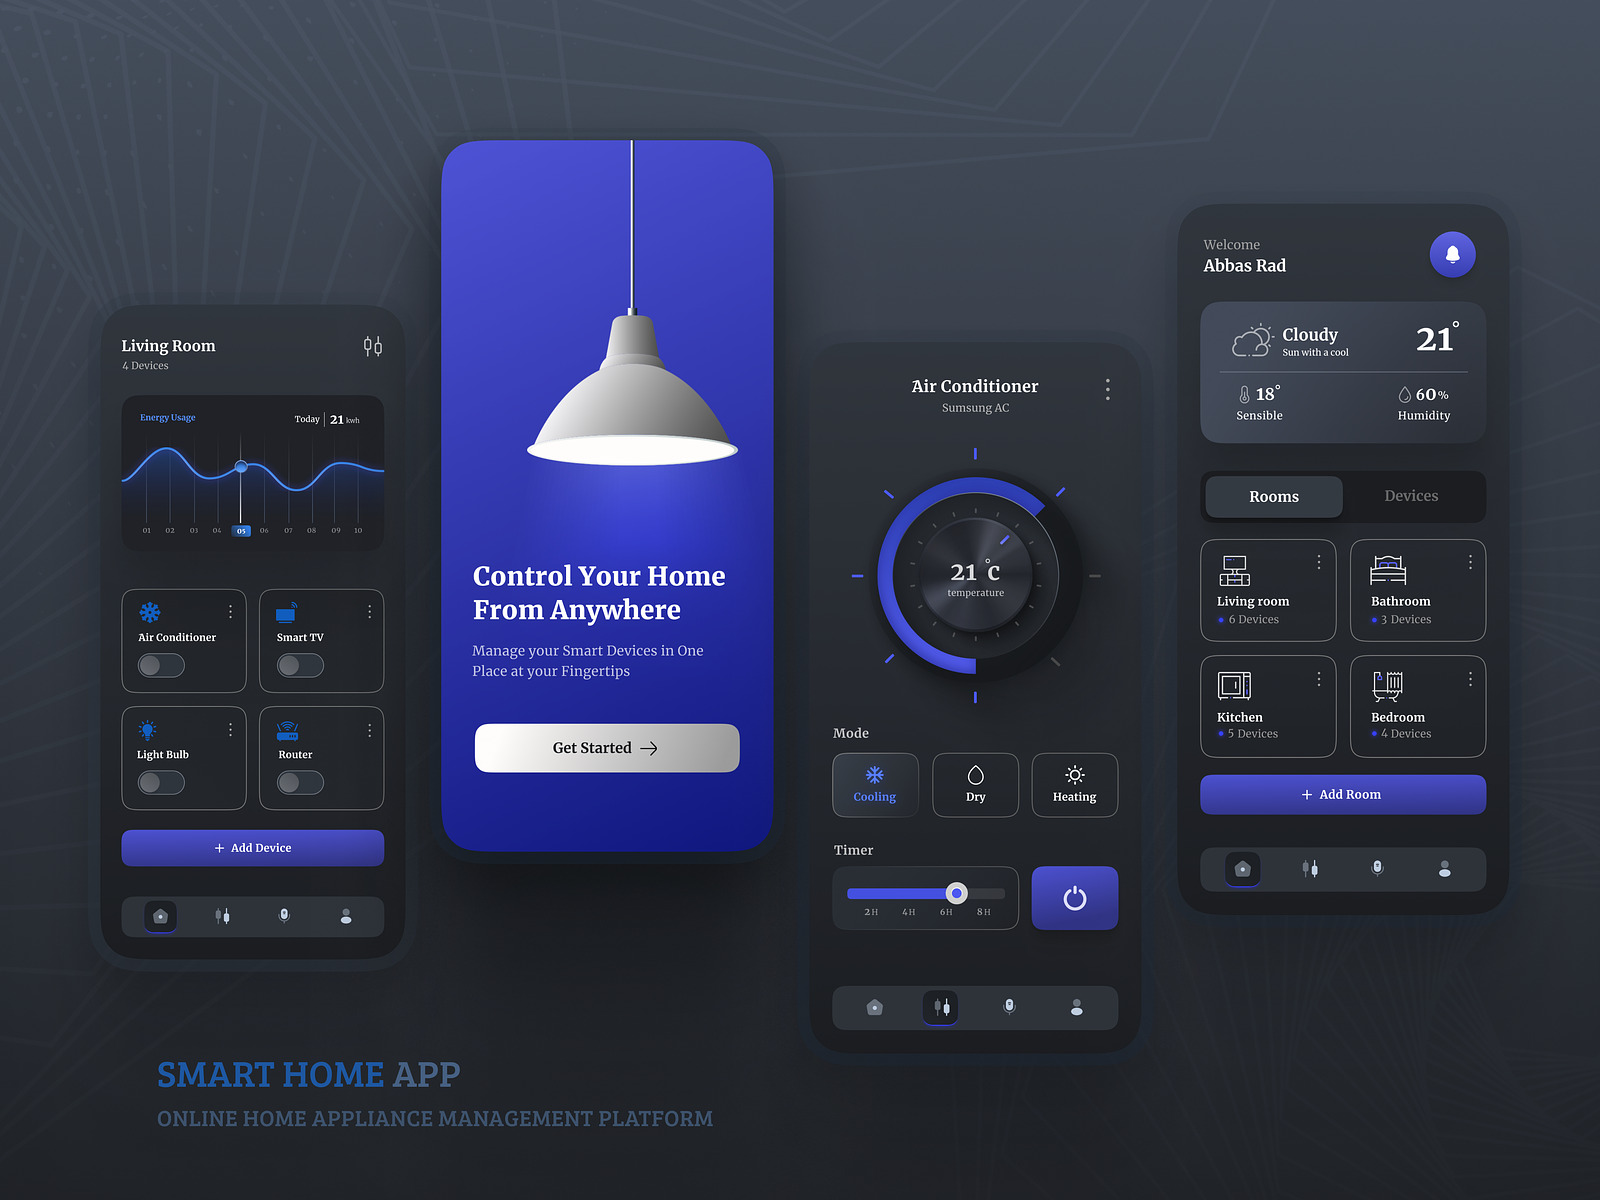 Living Room
4 Devices
Energy Usage
Today 21 kwh
01 02 03 04 05 06 07 08 09 10
Air Conditioner
Smart TV
Light Bulb
Router
+ Add Device
Control Your Home
From Anywhere
Manage your Smart Devices in One
Place at your Fingertips
Get Started →
Air Conditioner
Sumsung AC
21°c
temperature
Mode
Cooling
Dry
Heating
Timer
2H 4H 6H 8H
Welcome
Abbas Rad
Cloudy
Sun with a cool
21°
18°
Sensible
60%
Humidity
Rooms
Devices
Living room
6 Devices
Bathroom
3 Devices
Kitchen
5 Devices
Bedroom
4 Devices
+ Add Room
SMART HOME APP
ONLINE HOME APPLIANCE MANAGEMENT PLATFORM